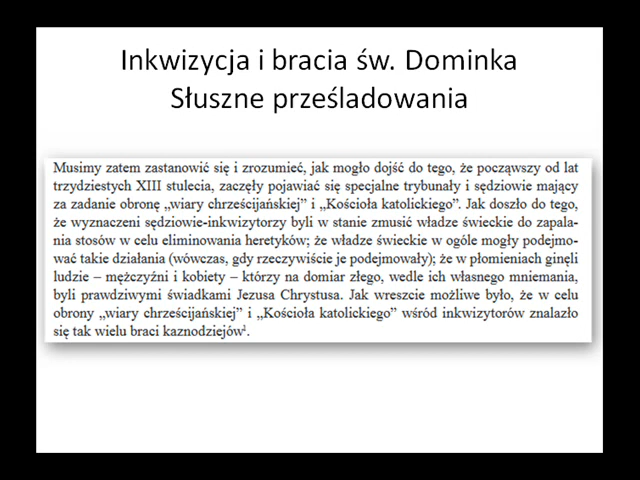 Inkwizycja i bracia św. Dominka
Słuszne prześladowania
Musimy zatem zastanowić się i zrozumieć, jak mogło dojść do tego, że począwszy od lat
trzydziestych XIII stulecia, zaczęły pojawiać się specjalne trybunały i sędziowie mający
za zadanie obronę „wiary chrześcijańskiej” i „Kościoła katolickiego”. Jak doszło do tego,
że wyznaczeni sędziowie-inkwizytorzy byli w stanie zmusić władze świeckie do zapala-
nia stosów w celu eliminowania heretyków; że władze świeckie w ogóle mogły podejmo-
wać takie działania (wówczas, gdy rzeczywiście je podejmowały); że w płomieniach ginęli
ludzie – mężczyźni i kobiety – którzy na domiar złego, wedle ich własnego mniemania,
byli prawdziwymi świadkami Jezusa Chrystusa. Jak wreszcie możliwe było, że w celu
obrony „wiary chrześcijańskiej” i „Kościoła katolickiego” wśród inkwizytorów znalazło
się tak wielu braci kaznodziejów¹.